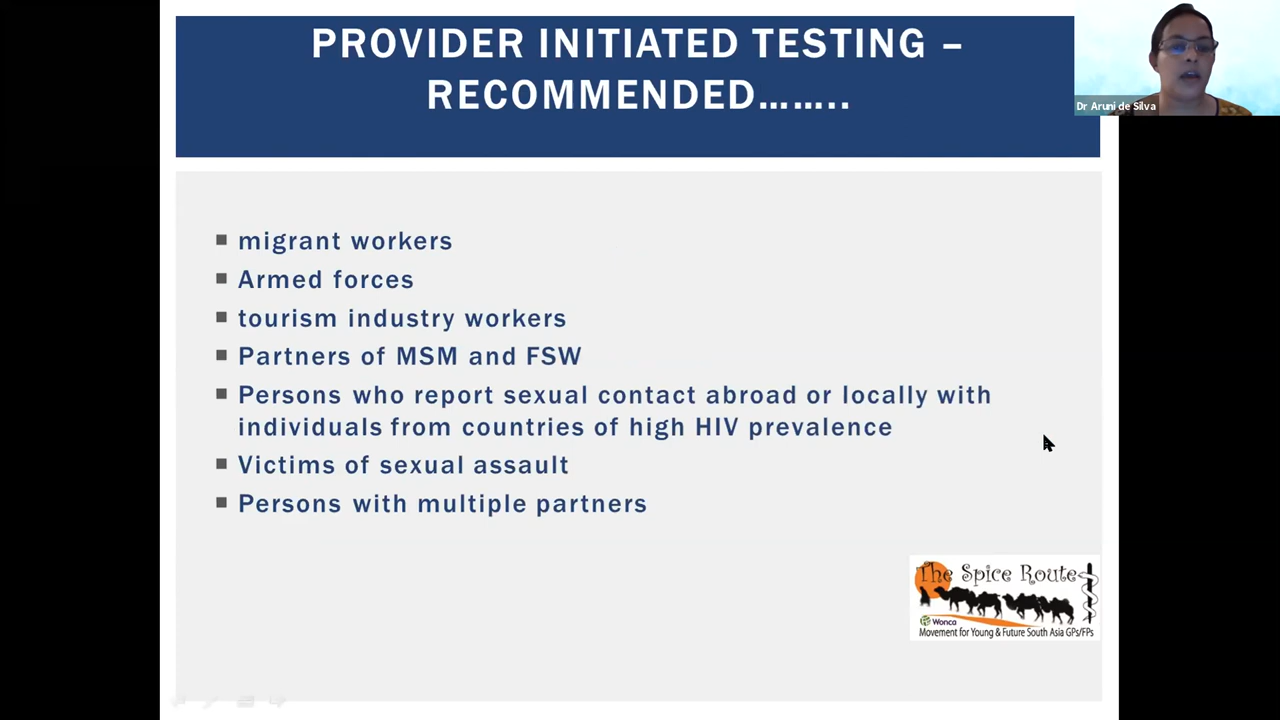 PROVIDER INITIATED TESTING –
RECOMMENDED……..
Dr Aruni de Silva
▪ migrant workers
▪ Armed forces
▪ tourism industry workers
▪ Partners of MSM and FSW
▪ Persons who report sexual contact abroad or locally with
individuals from countries of high HIV prevalence
▪ Victims of sexual assault
▪ Persons with multiple partners
The Spice Route
Wonca
Movement for Young & Future South Asia GPs/FPs